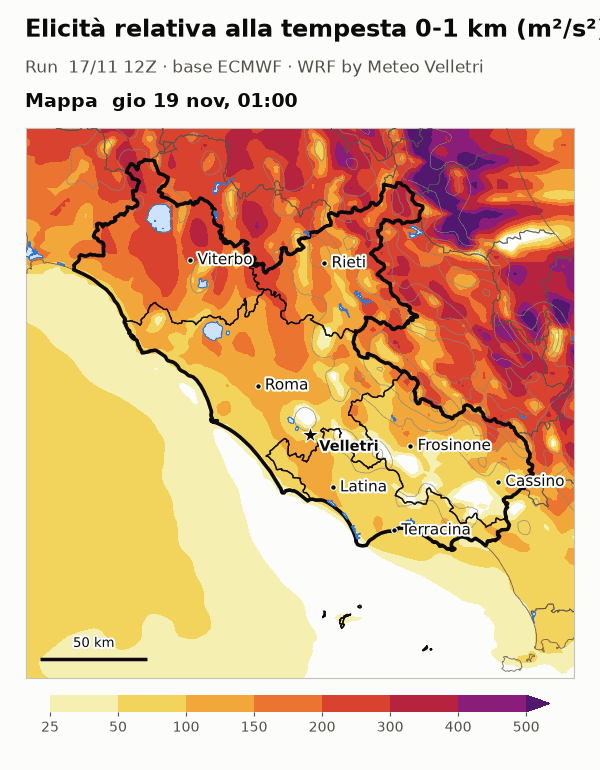 Elicità relativa alla tempesta 0-1 km (m²/s²)
Run  17/11 12Z · base ECMWF · WRF by Meteo Velletri
Mappa  gio 19 nov, 01:00
Viterbo
Rieti
Roma
Velletri
Frosinone
Cassino
Latina
Terracina
50 km
25 50 100 150 200 300 400 500